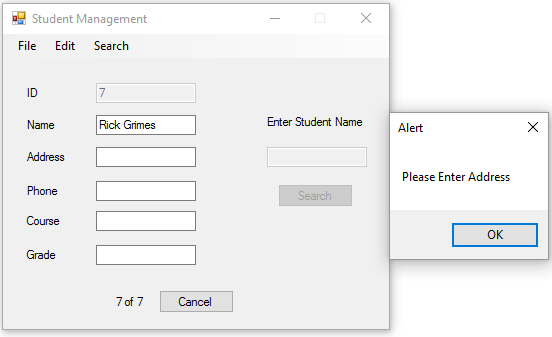 Student Management
File Edit Search
ID 7
Name Rick Grimes
Address
Phone
Course
Grade
7 of 7 Cancel
Enter Student Name
Search
Alert
Please Enter Address
OK